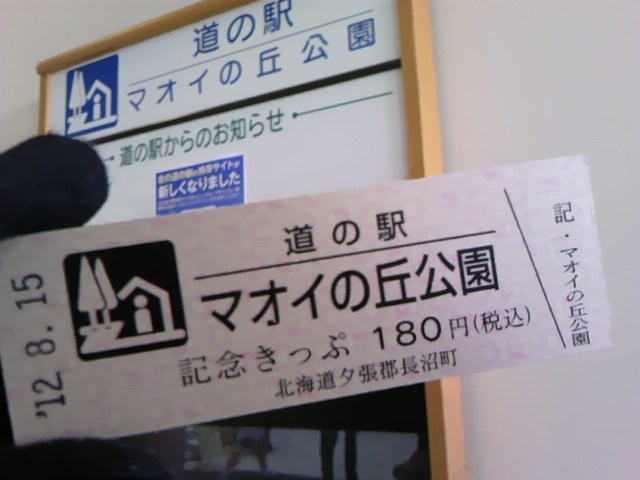 道の駅
マオイの丘公園
道の駅からのお知らせ
新しくなりました
道の駅
マオイの丘公園
記念きっぷ 180円(税込)
北海道夕張郡長沼町
'12.8.15
記・マオイの丘公園